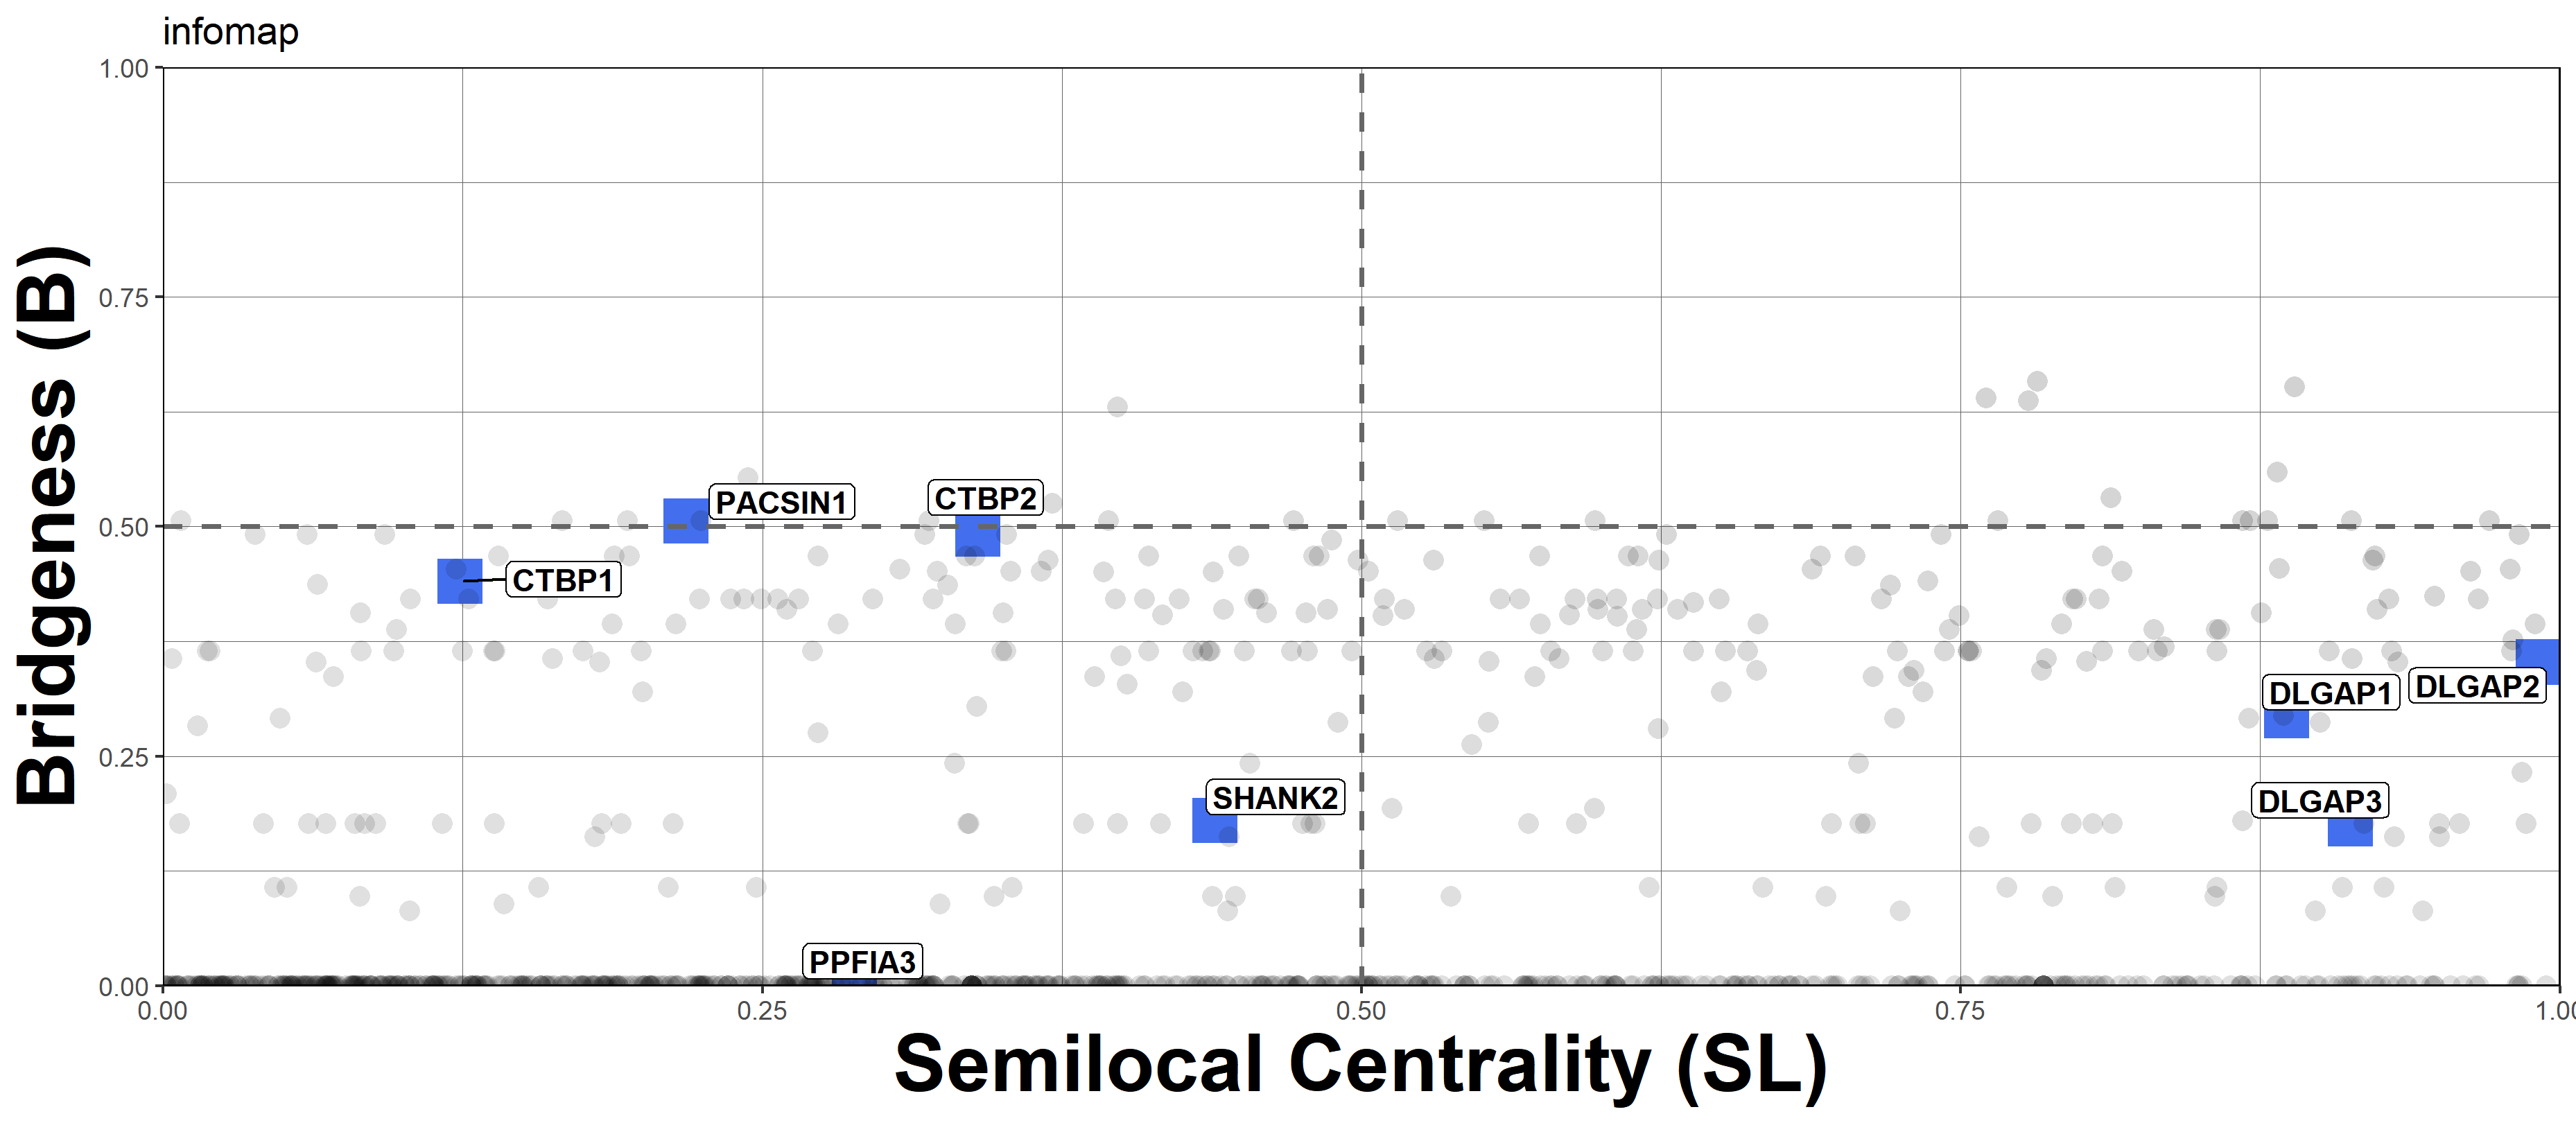 infomap
1.00
0.75
0.50
0.25
0.00
Bridgeness (B)
PACSIN1
CTBP2
CTBP1
DLGAP1
DLGAP2
SHANK2
DLGAP3
PPFIA3
0.00
0.25
0.50
0.75
1.00
Semilocal Centrality (SL)